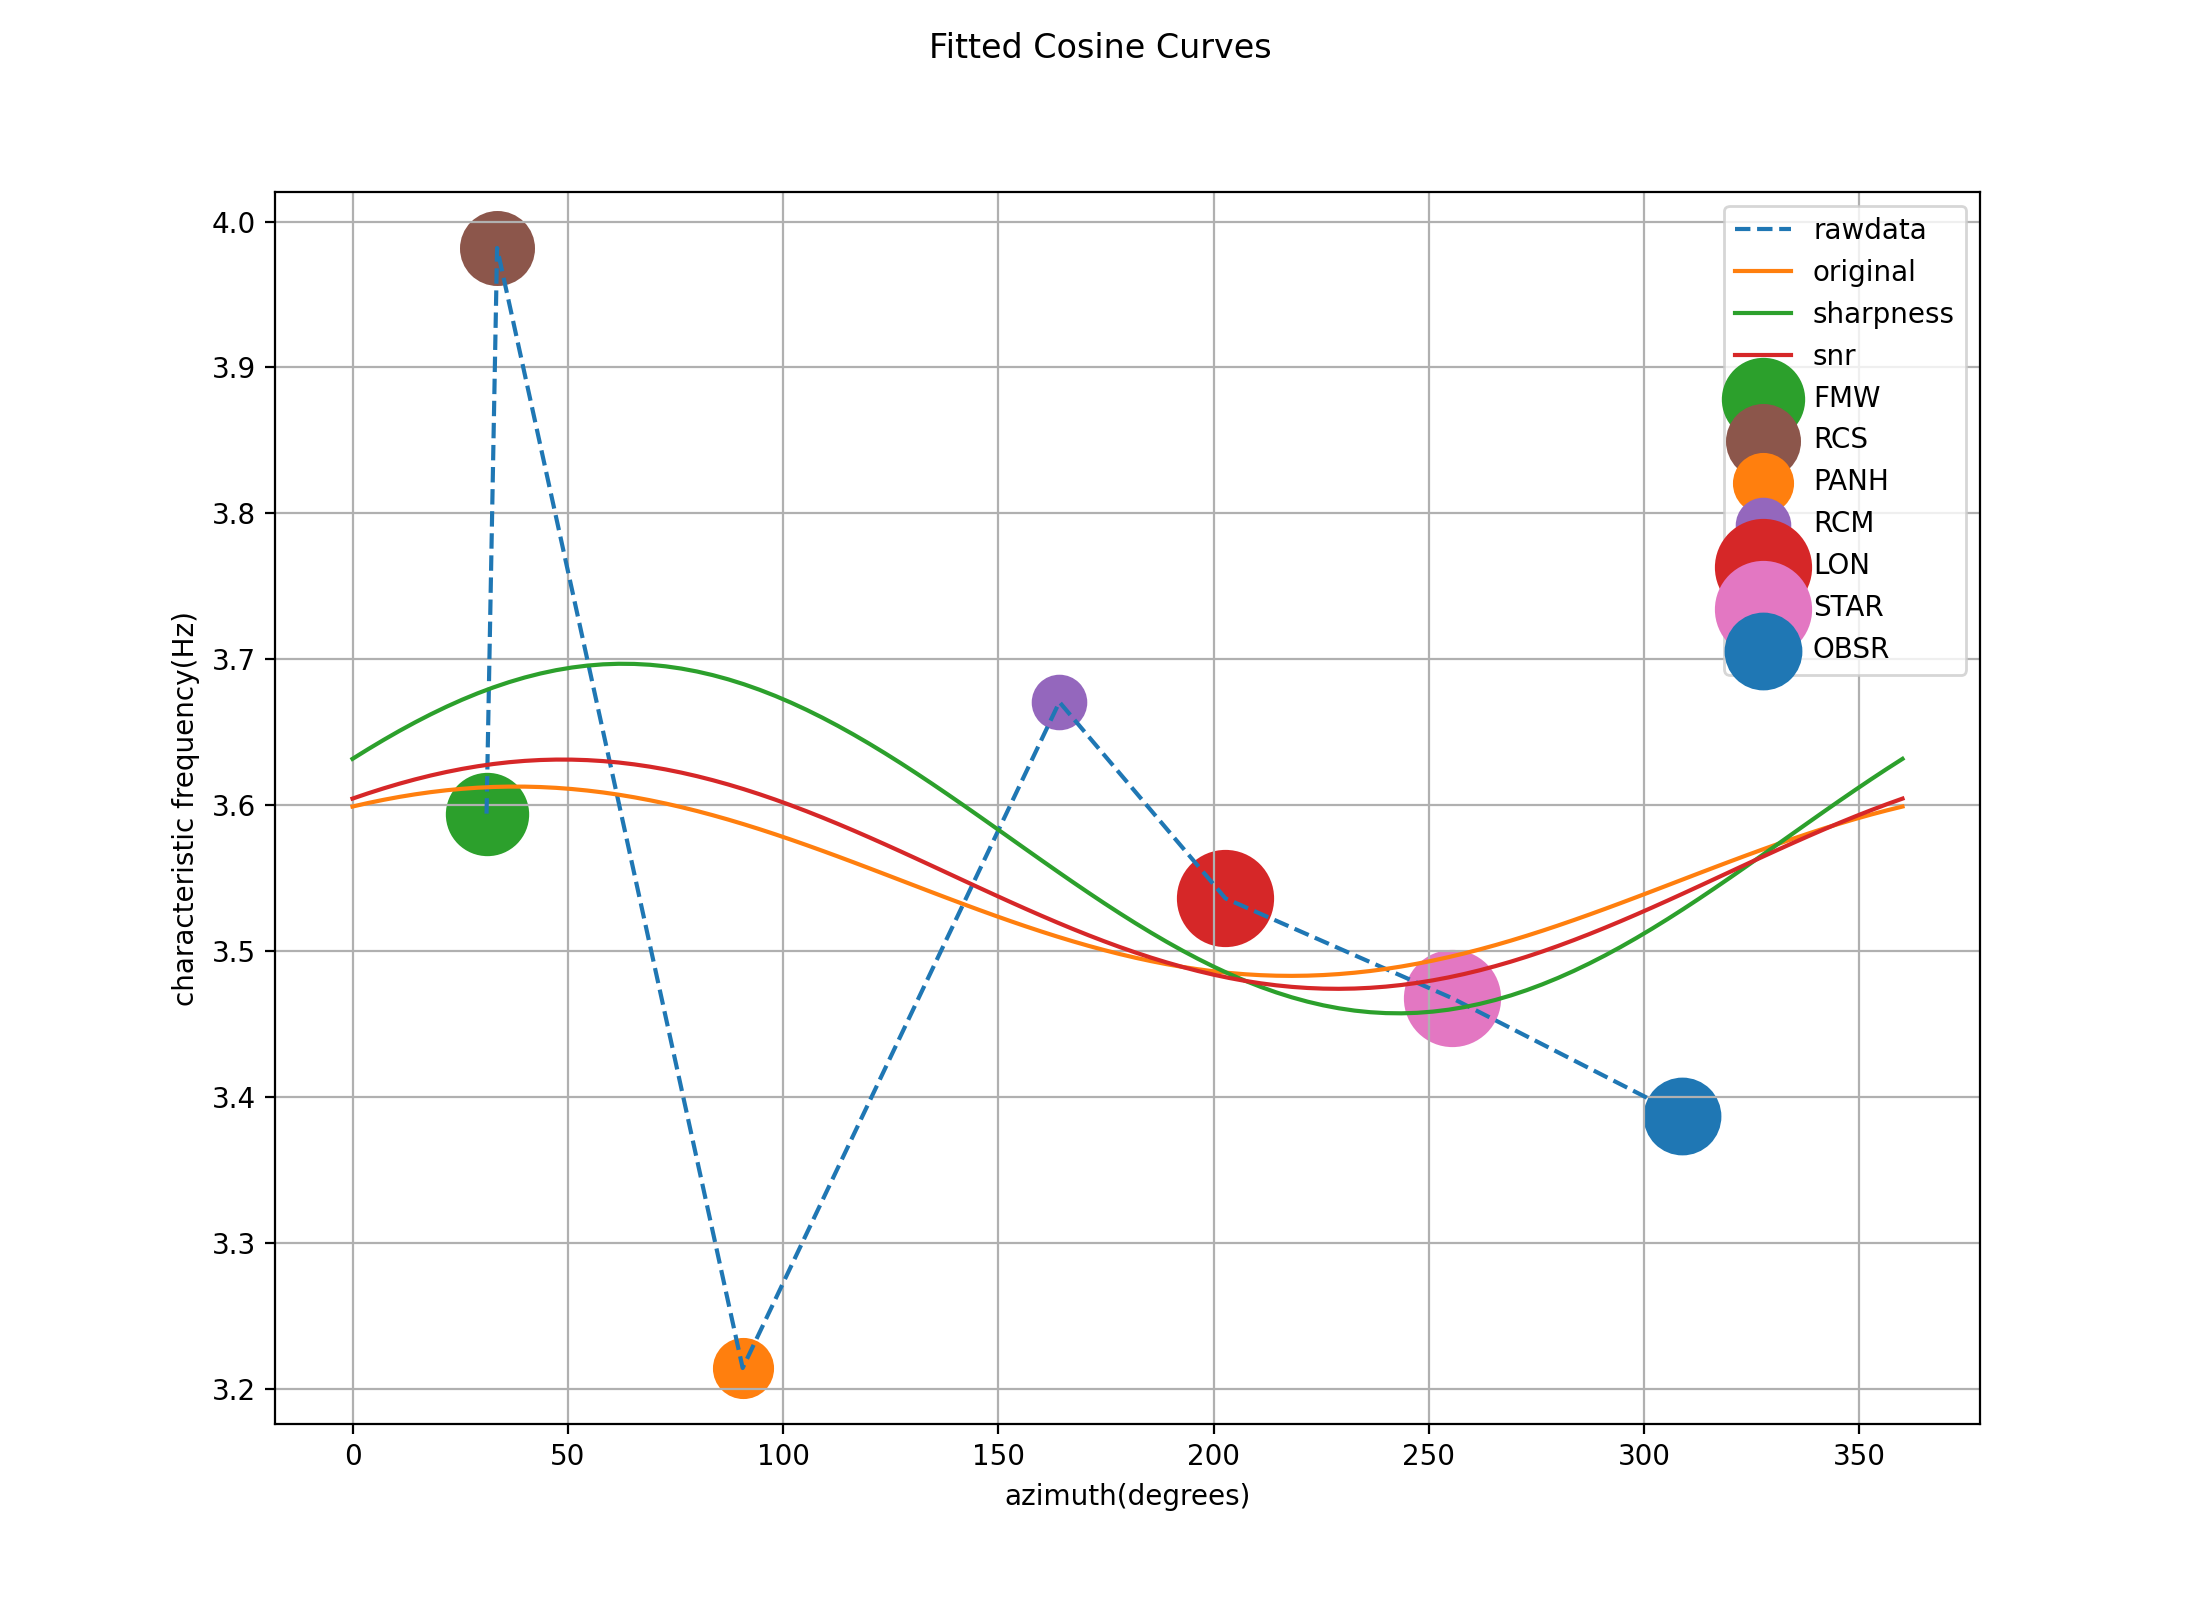 Fitted Cosine Curves
4.0
3.9
3.8
3.7
3.6
3.5
3.4
3.3
3.2
characteristic frequency(Hz)
rawdata
original
sharpness
snr
FMW
RCS
PANH
RCM
LON
STAR
OBSR
0 50 100 150 200 250 300 350
azimuth(degrees)